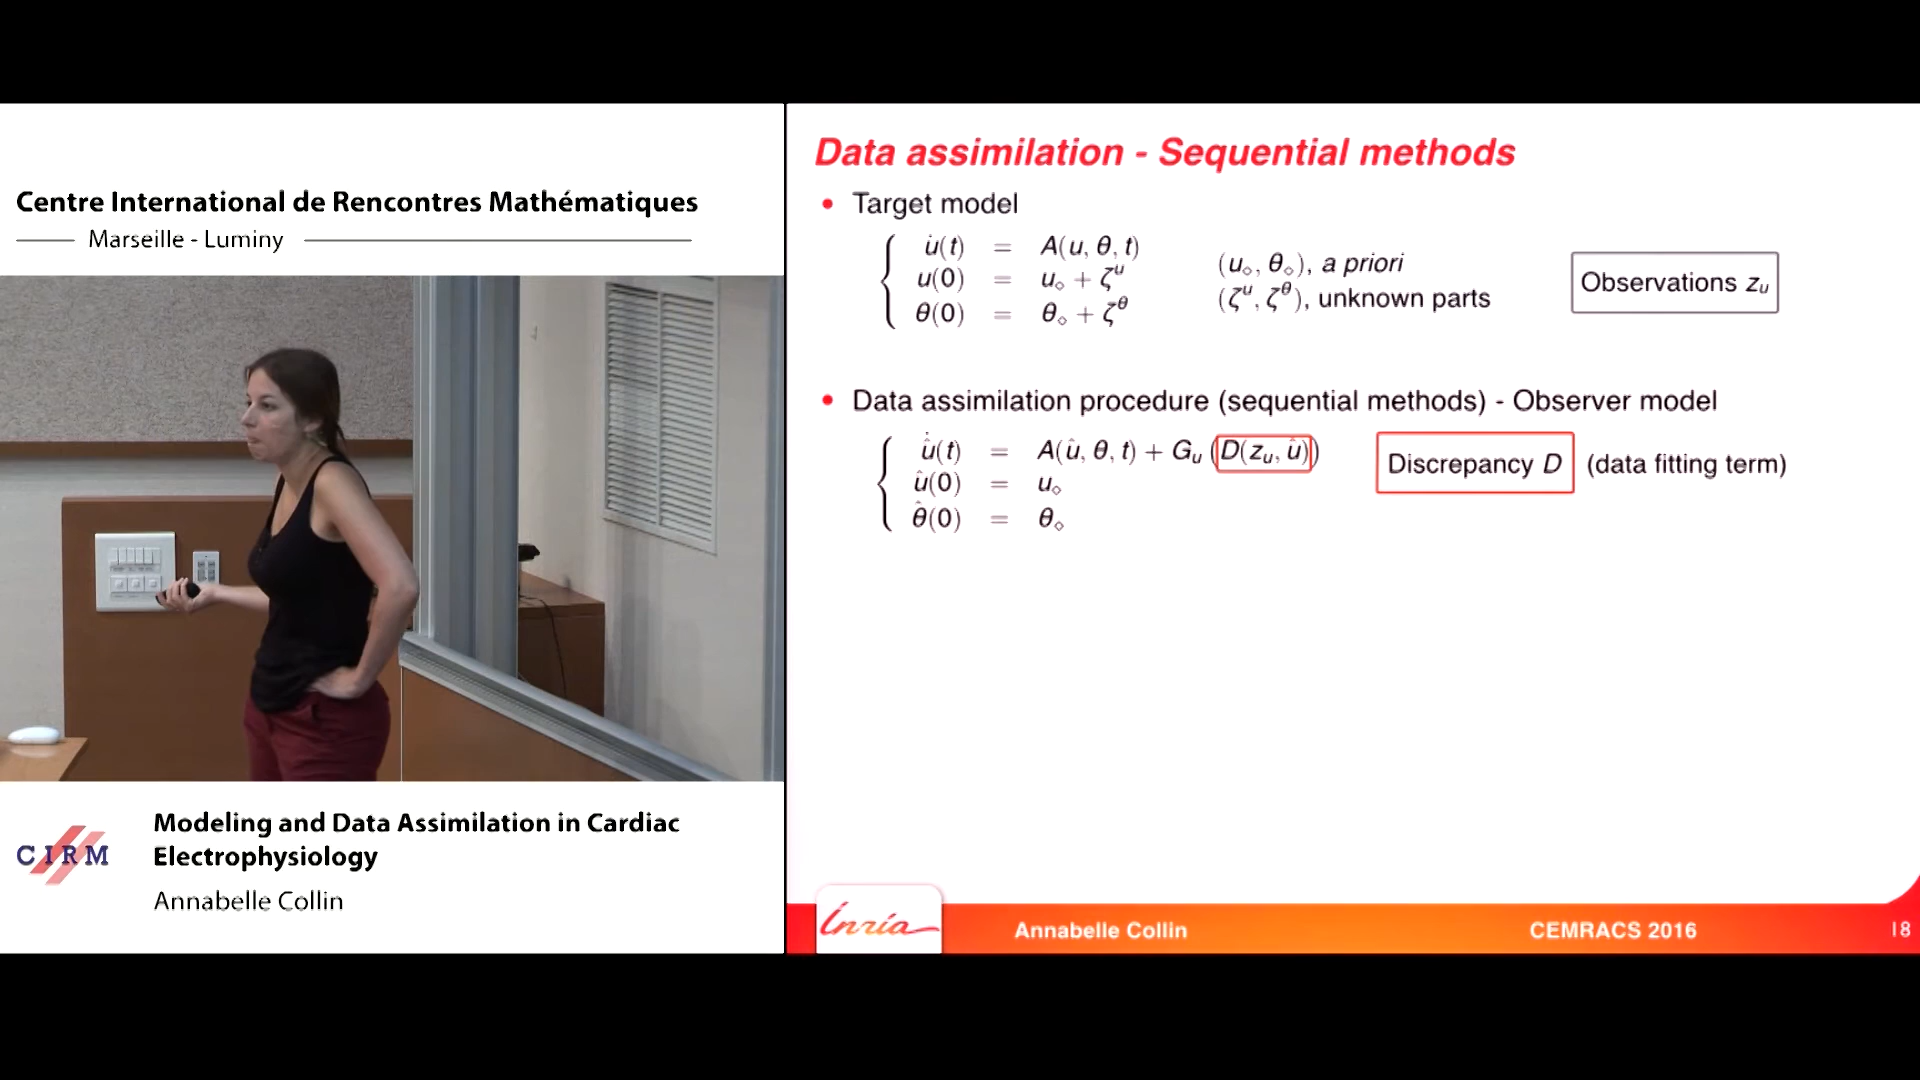 Centre International de Rencontres Mathématiques
Marseille - Luminy
Modeling and Data Assimilation in Cardiac
Electrophysiology
Annabelle Collin
CIRM
Data assimilation - Sequential methods
• Target model
u̇(t) = A(u, θ, t)
u(0) = u⋄ + ζᵘ
θ(0) = θ⋄ + ζ^θ
(u⋄, θ⋄), a priori
(ζᵘ, ζ^θ), unknown parts
Observations z_u
• Data assimilation procedure (sequential methods) - Observer model
û̇(t) = A(û, θ, t) + G_u (D(z_u, û))
û(0) = u⋄
θ̂(0) = θ⋄
Discrepancy D (data fitting term)
Inria Annabelle Collin CEMRACS 2016 18